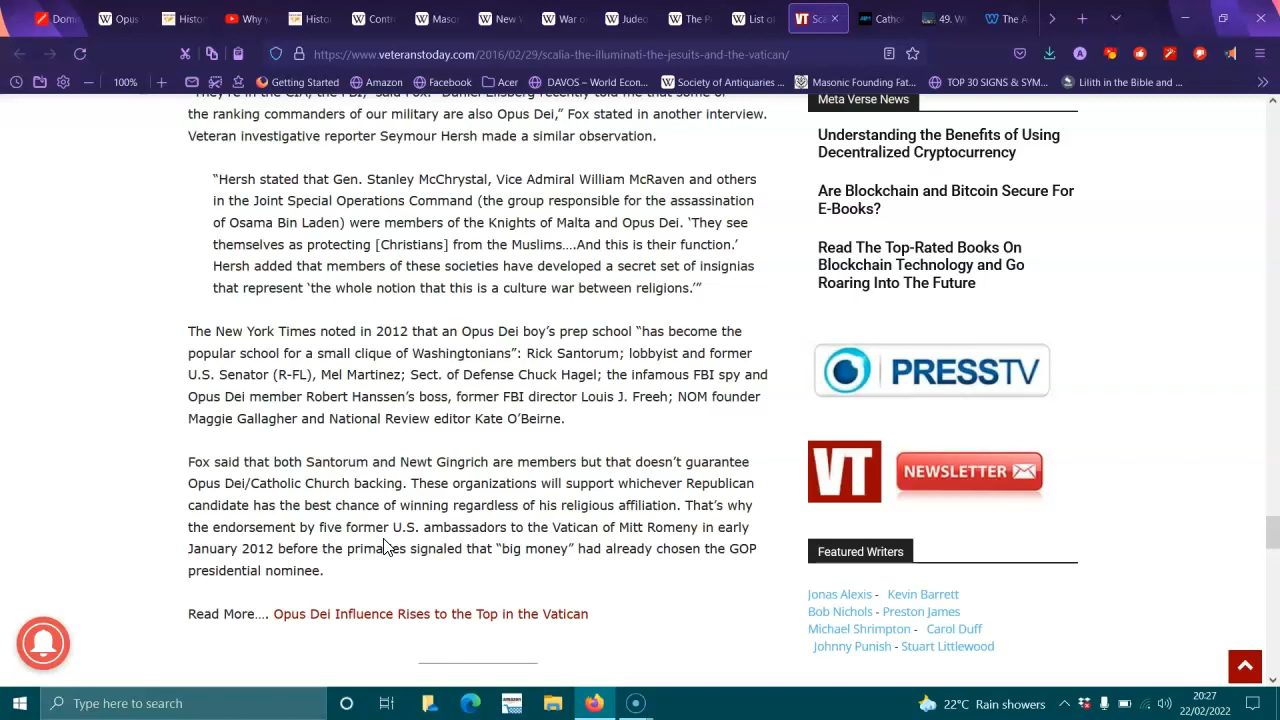 Dom
Opus
Histor
Why
Histor
Contr
Mason
New
War o
Judeo
The P
List of
Sca
Cathol
49.
The A
https://www.veteranstoday.com/2016/02/29/scalia-the-illuminati-the-jesuits-and-the-vatican/
100%
Getting Started
Amazon
Facebook
Acer
DAVOS – World Econ...
Society of Antiquaries ...
Masonic Founding Fat...
TOP 30 SIGNS & SYM...
Lilith in the Bible and ...
"They're in the CIA, the FBI," said Fox. "Daniel Ellsberg recently told me that some of
the ranking commanders of our military are also Opus Dei," Fox stated in another interview.
Veteran investigative reporter Seymour Hersh made a similar observation.
"Hersh stated that Gen. Stanley McChrystal, Vice Admiral William McRaven and others
in the Joint Special Operations Command (the group responsible for the assassination
of Osama Bin Laden) were members of the Knights of Malta and Opus Dei. 'They see
themselves as protecting [Christians] from the Muslims....And this is their function.'
Hersh added that members of these societies have developed a secret set of insignias
that represent 'the whole notion that this is a culture war between religions.'"
The New York Times noted in 2012 that an Opus Dei boy's prep school "has become the
popular school for a small clique of Washingtonians": Rick Santorum; lobbyist and former
U.S. Senator (R-FL), Mel Martinez; Sect. of Defense Chuck Hagel; the infamous FBI spy and
Opus Dei member Robert Hanssen's boss, former FBI director Louis J. Freeh; NOM founder
Maggie Gallagher and National Review editor Kate O'Beirne.
Fox said that both Santorum and Newt Gingrich are members but that doesn't guarantee
Opus Dei/Catholic Church backing. These organizations will support whichever Republican
candidate has the best chance of winning regardless of his religious affiliation. That's why
the endorsement by five former U.S. ambassadors to the Vatican of Mitt Romeny in early
January 2012 before the primaries signaled that "big money" had already chosen the GOP
presidential nominee.
Read More.... Opus Dei Influence Rises to the Top in the Vatican
Meta Verse News
Understanding the Benefits of Using
Decentralized Cryptocurrency
Are Blockchain and Bitcoin Secure For
E-Books?
Read The Top-Rated Books On
Blockchain Technology and Go
Roaring Into The Future
PRESSTV
VT
NEWSLETTER
Featured Writers
Jonas Alexis - Kevin Barrett
Bob Nichols - Preston James
Michael Shrimpton - Carol Duff
Johnny Punish - Stuart Littlewood
Type here to search
22°C Rain showers
20:27
22/02/2022